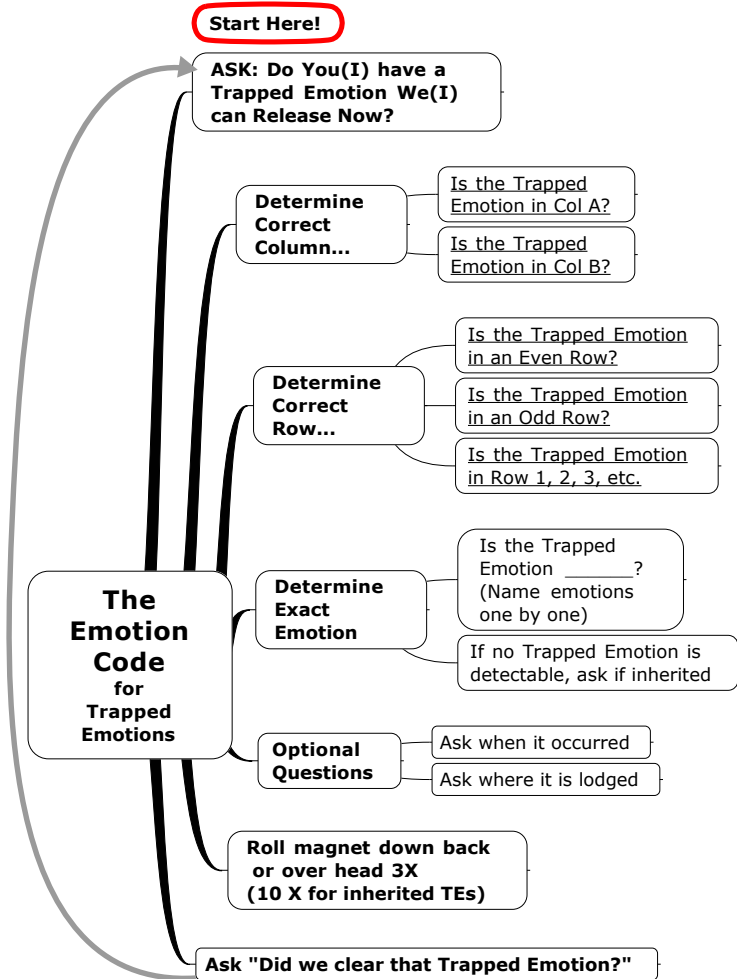 Start Here!
ASK: Do You(I) have a
Trapped Emotion We(I)
can Release Now?
Determine
Correct
Column...
Is the Trapped
Emotion in Col A?
Is the Trapped
Emotion in Col B?
Determine
Correct
Row...
Is the Trapped Emotion
in an Even Row?
Is the Trapped Emotion
in an Odd Row?
Is the Trapped Emotion
in Row 1, 2, 3, etc.
The
Emotion
Code
for
Trapped
Emotions
Determine
Exact
Emotion
Is the Trapped
Emotion ______?
(Name emotions
one by one)
If no Trapped Emotion is
detectable, ask if inherited
Optional
Questions
Ask when it occurred
Ask where it is lodged
Roll magnet down back
or over head 3X
(10 X for inherited TEs)
Ask "Did we clear that Trapped Emotion?"